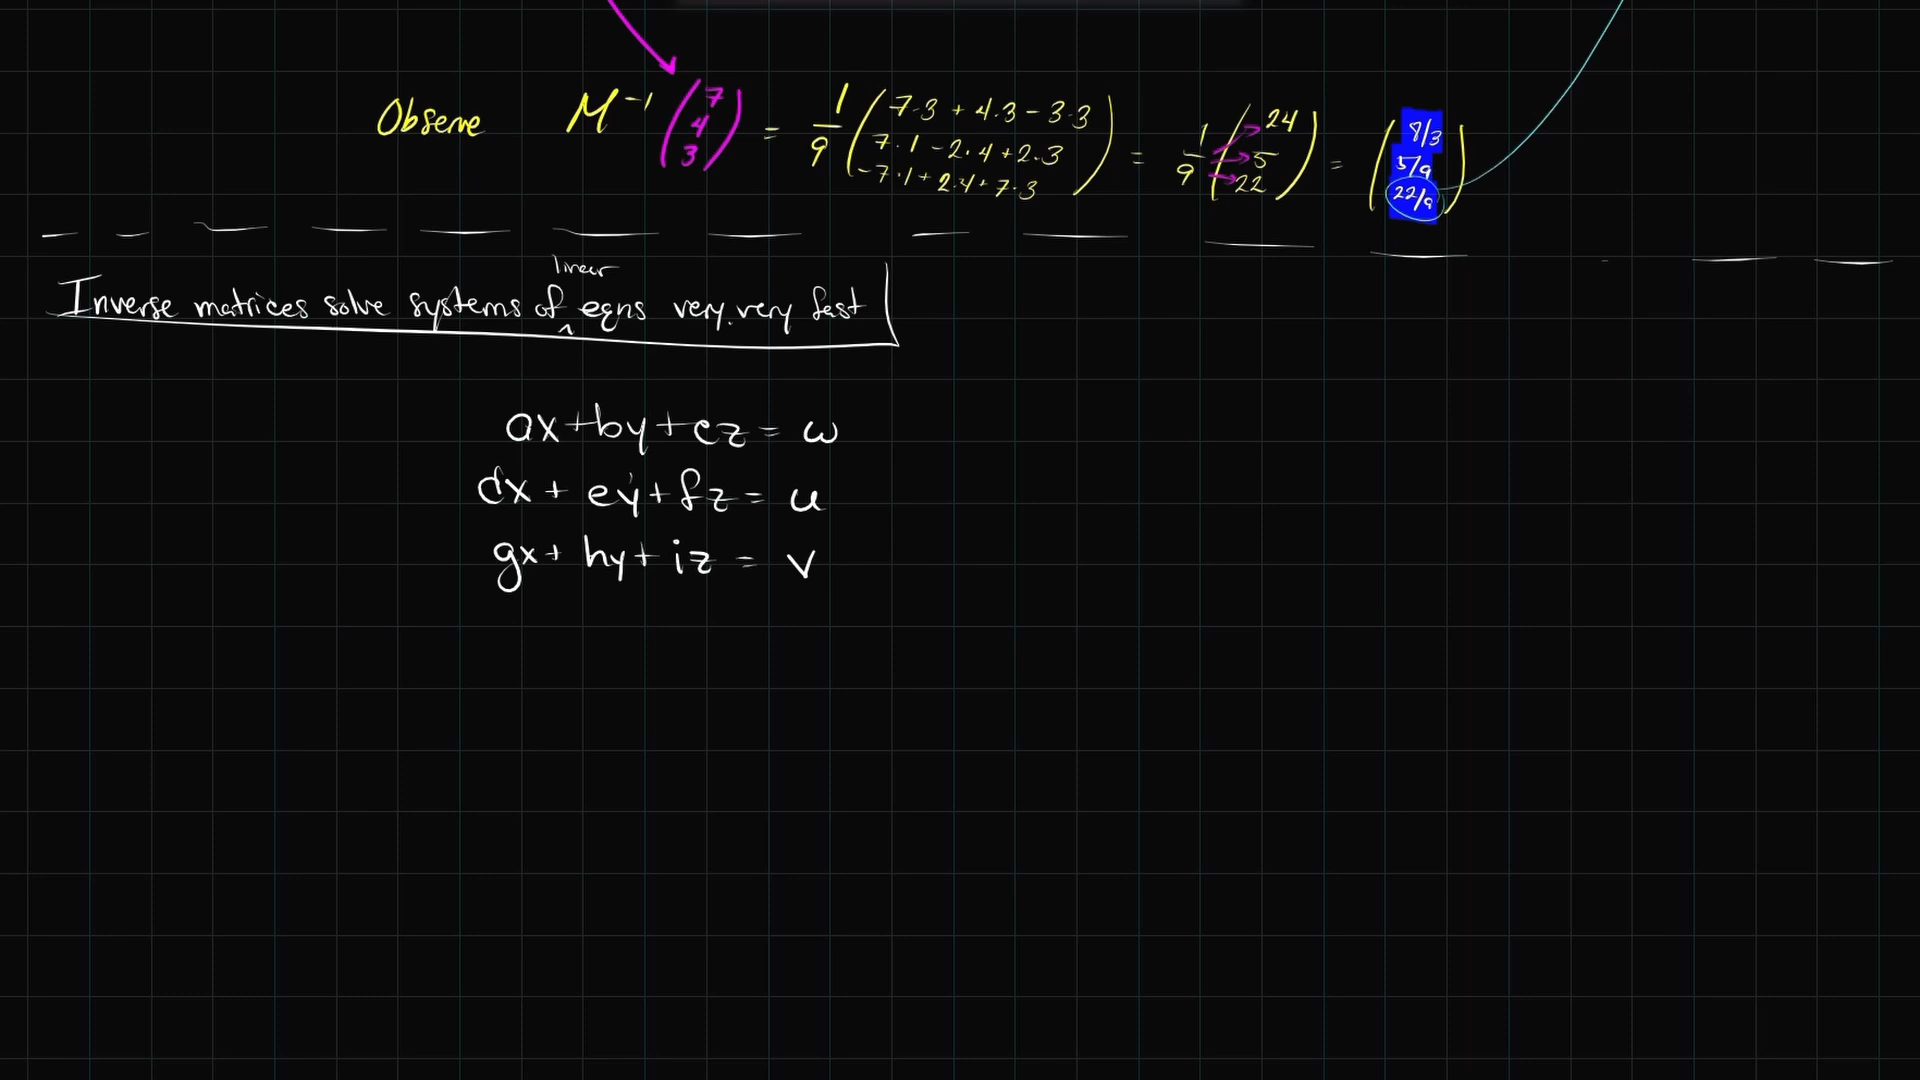 Observe M⁻¹ (7 4 3) = 1/9 (7·3 + 4·3 - 3·3
7·1 - 2·4 + 2·3
-7·1 + 2·4 + 7·3) = 1/9 (24 5 22) = (8/3 5/9 22/9)
Inverse matrices solve systems of linear eqns very, very fast
ax+by+cz = w
dx + ey + fz = u
gx + hy + iz = v